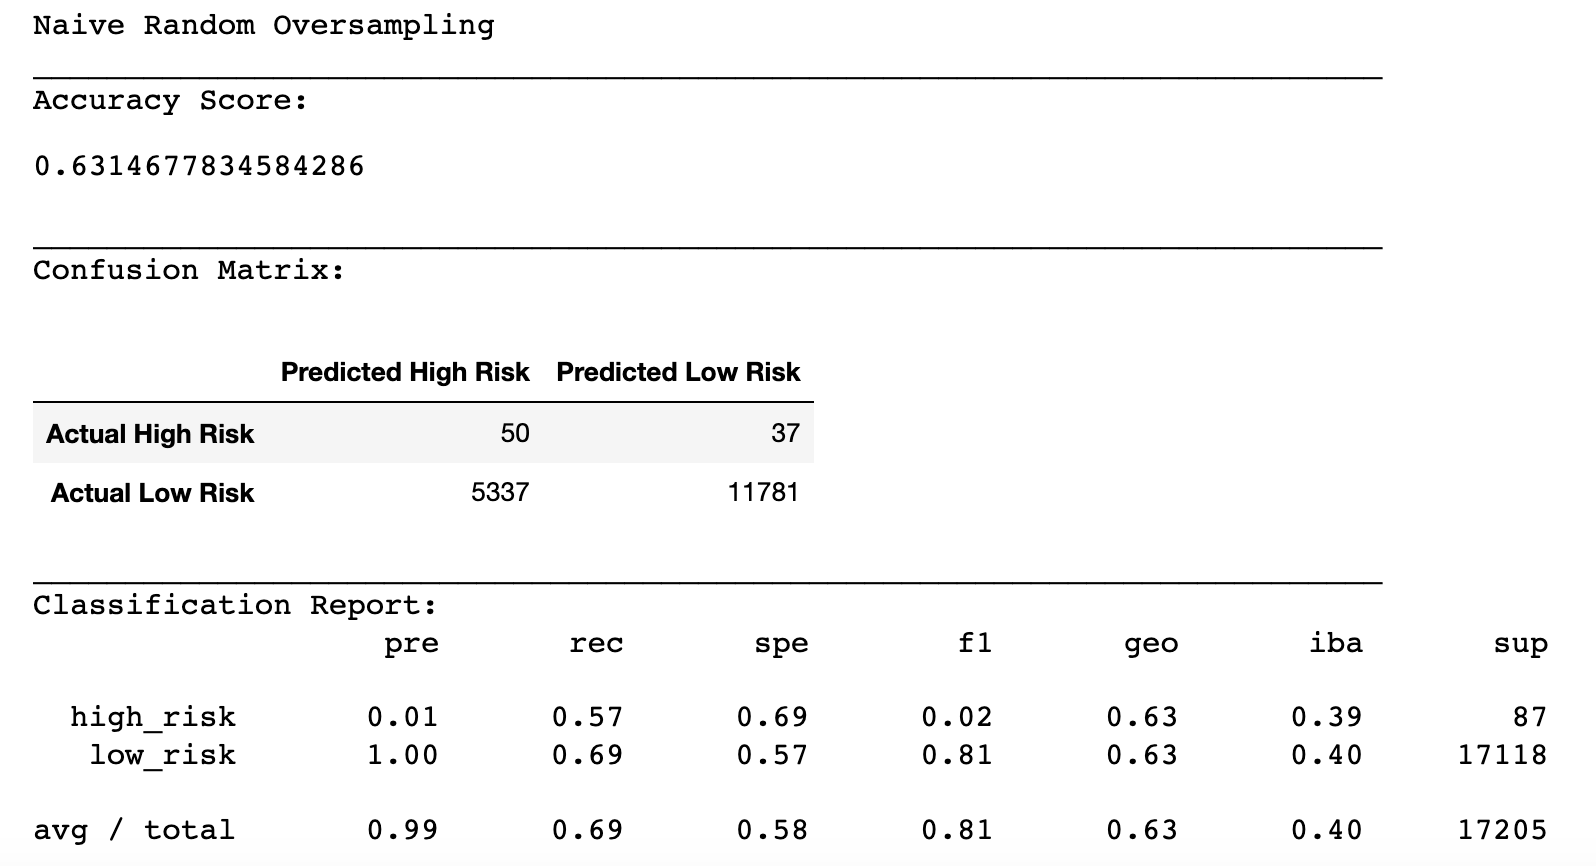 Naive Random Oversampling
Accuracy Score:
0.6314677834584286
Confusion Matrix:
Predicted High Risk Predicted Low Risk
Actual High Risk 50 37
Actual Low Risk 5337 11781
Classification Report:
pre rec spe f1 geo iba sup
high_risk 0.01 0.57 0.69 0.02 0.63 0.39 87
low_risk 1.00 0.69 0.57 0.81 0.63 0.40 17118
avg / total 0.99 0.69 0.58 0.81 0.63 0.40 17205